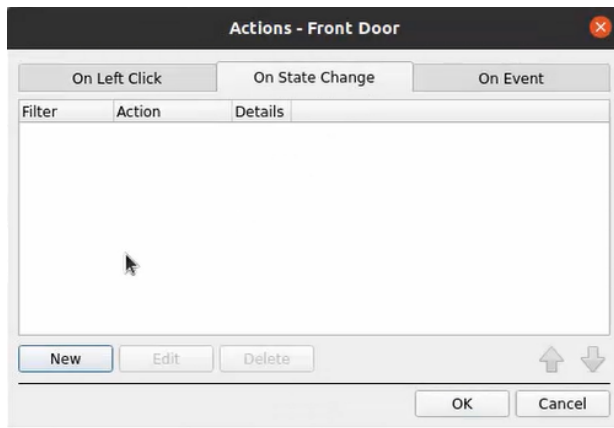 Actions - Front Door
On Left Click On State Change On Event
Filter Action Details
New Edit Delete
OK Cancel